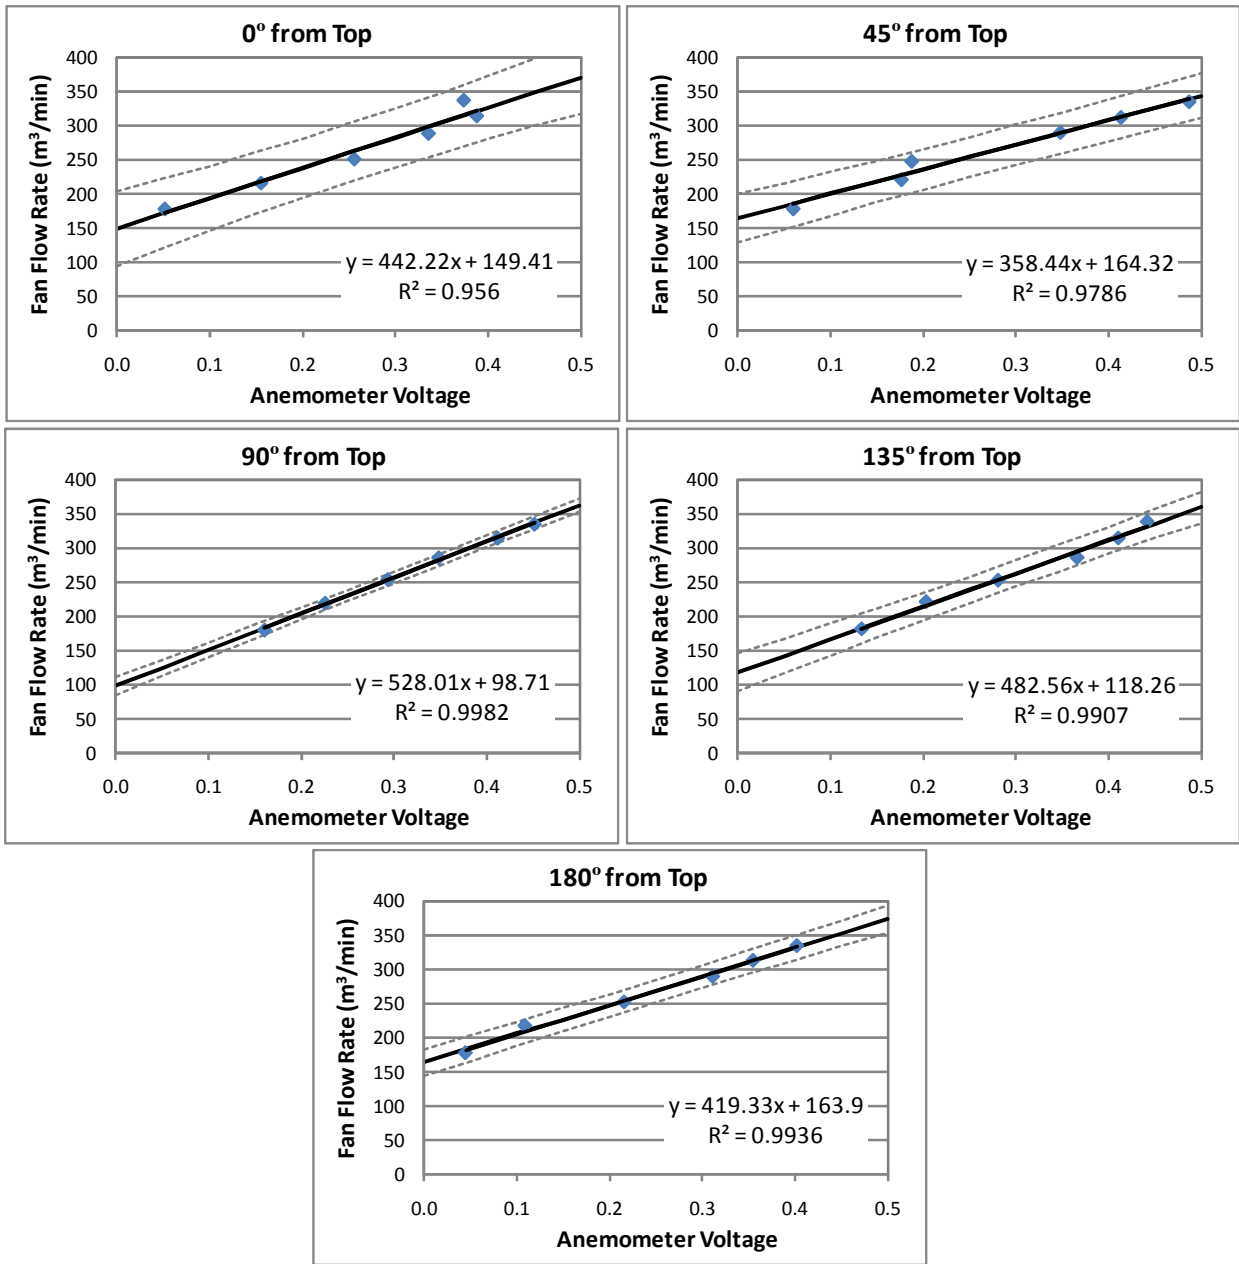 0° from Top
Fan Flow Rate (m³/min)
400
350
300
250
200
150
100
50
0
y = 442.22x + 149.41
R² = 0.956
0.0 0.1 0.2 0.3 0.4 0.5
Anemometer Voltage
45° from Top
Fan Flow Rate (m³/min)
400
350
300
250
200
150
100
50
0
y = 358.44x + 164.32
R² = 0.9786
0.0 0.1 0.2 0.3 0.4 0.5
Anemometer Voltage
90° from Top
Fan Flow Rate (m³/min)
400
350
300
250
200
150
100
50
0
y = 528.01x + 98.71
R² = 0.9982
0.0 0.1 0.2 0.3 0.4 0.5
Anemometer Voltage
135° from Top
Fan Flow Rate (m³/min)
400
350
300
250
200
150
100
50
0
y = 482.56x + 118.26
R² = 0.9907
0.0 0.1 0.2 0.3 0.4 0.5
Anemometer Voltage
180° from Top
Fan Flow Rate (m³/min)
400
350
300
250
200
150
100
50
0
y = 419.33x + 163.9
R² = 0.9936
0.0 0.1 0.2 0.3 0.4 0.5
Anemometer Voltage